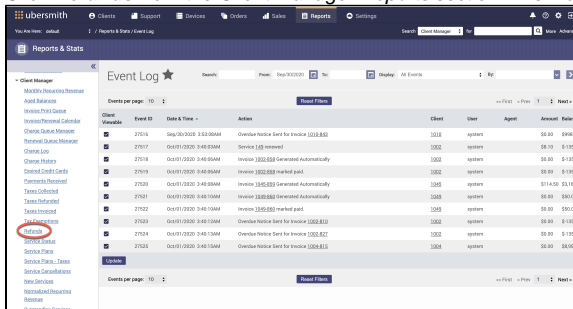 ubersmith
Clients
Support
Devices
Orders
Sales
Reports
Settings
You Are Here: default
/ Reports & Stats / Event Log
Search Client Manager for
More
Reports & Stats
«
Client Manager
Monthly Recurring Revenue
Aged Balances
Invoice Print Queue
Invoice/Renewal Calendar
Charge Queue Manager
Renewal Queue Manager
Charge Log
Charge History
Expired Credit Cards
Payments Received
Taxes Collected
Taxes Refunded
Taxes Invoiced
Tax Exemptions
Refunds
Service Status
Service Plans
Service Plans - Taxes
Service Cancellations
New Services
Normalized Recurring
Revenue
Event Log
Search:
From: Sep/30/2020
To:
Display: All Events
By:
Events per page: 10
Reset Filters
«« First « Prev 1 Next »
Client Viewable Event ID Date & Time Action Client User Agent Amount
27516 Sep/30/2020 3:53:08AM Overdue Notice Sent for Invoice 1010-843 1010 system $0.00
27517 Oct/01/2020 3:40:03AM Service 149 renewed 1002 system $8.10
27518 Oct/01/2020 3:40:06AM Invoice 1002-858 Generated Automatically 1002 system $0.00
27519 Oct/01/2020 3:40:06AM Invoice 1002-858 marked paid. 1002 system $0.00
27520 Oct/01/2020 3:40:08AM Invoice 1045-859 Generated Automatically 1045 system $114.50
27521 Oct/01/2020 3:40:10AM Invoice 1049-860 Generated Automatically 1049 system $0.00
27522 Oct/01/2020 3:40:10AM Invoice 1049-860 marked paid. 1049 system $0.00
27523 Oct/01/2020 3:40:12AM Overdue Notice Sent for Invoice 1002-810 1002 system $0.00
27524 Oct/01/2020 3:40:13AM Overdue Notice Sent for Invoice 1002-827 1002 system $0.00
27525 Oct/01/2020 3:40:15AM Overdue Notice Sent for Invoice 1004-815 1004 system $0.00
Update
Events per page: 10
Reset Filters
«« First « Prev 1 Next »